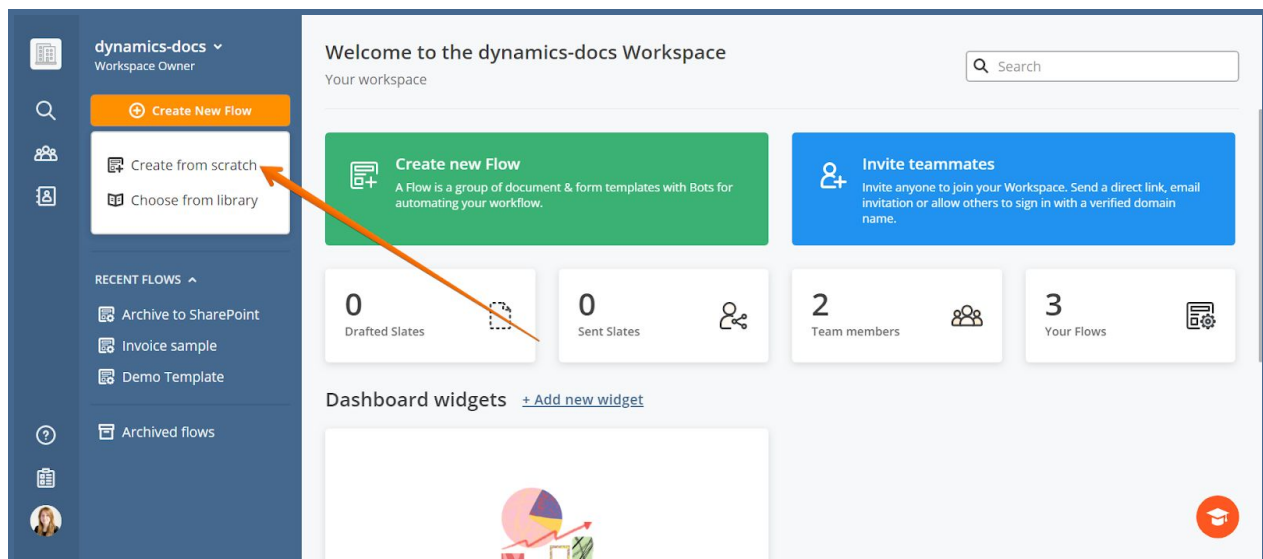 dynamics-docs
Workspace Owner
Create New Flow
Create from scratch
Choose from library
RECENT FLOWS
Archive to SharePoint
Invoice sample
Demo Template
Archived flows
Welcome to the dynamics-docs Workspace
Your workspace
Search
Create new Flow
A Flow is a group of document & form templates with Bots for
automating your workflow.
Invite teammates
Invite anyone to join your Workspace. Send a direct link, email
invitation or allow others to sign in with a verified domain
name.
0
Drafted Slates
0
Sent Slates
2
Team members
3
Your Flows
Dashboard widgets + Add new widget